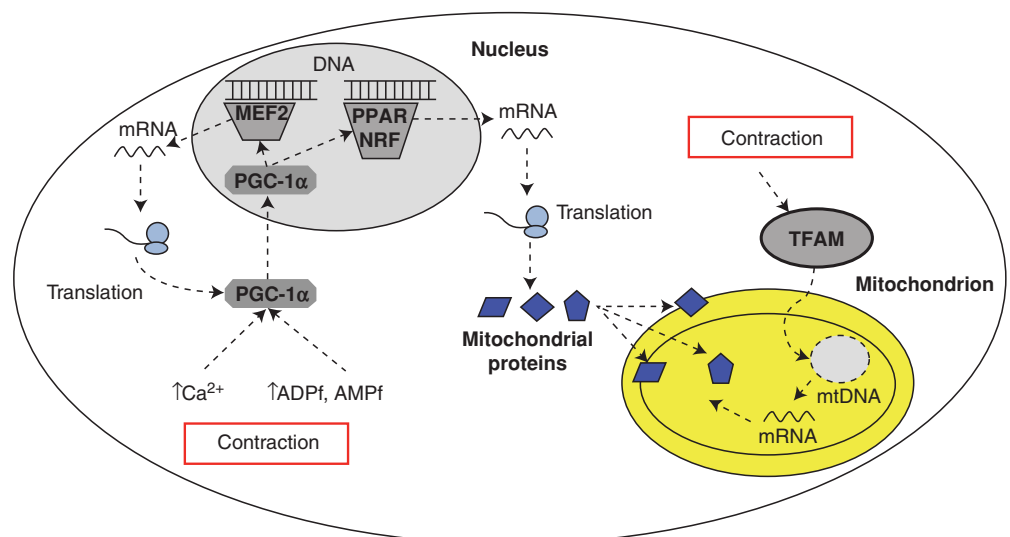 Nucleus
DNA
MEF2
PPAR
NRF
mRNA
mRNA
PGC-1α
Contraction
Translation
TFAM
Translation
PGC-1α
Mitochondrion
Mitochondrial
proteins
↑Ca²⁺
↑ADPf, AMPf
mtDNA
mRNA
Contraction